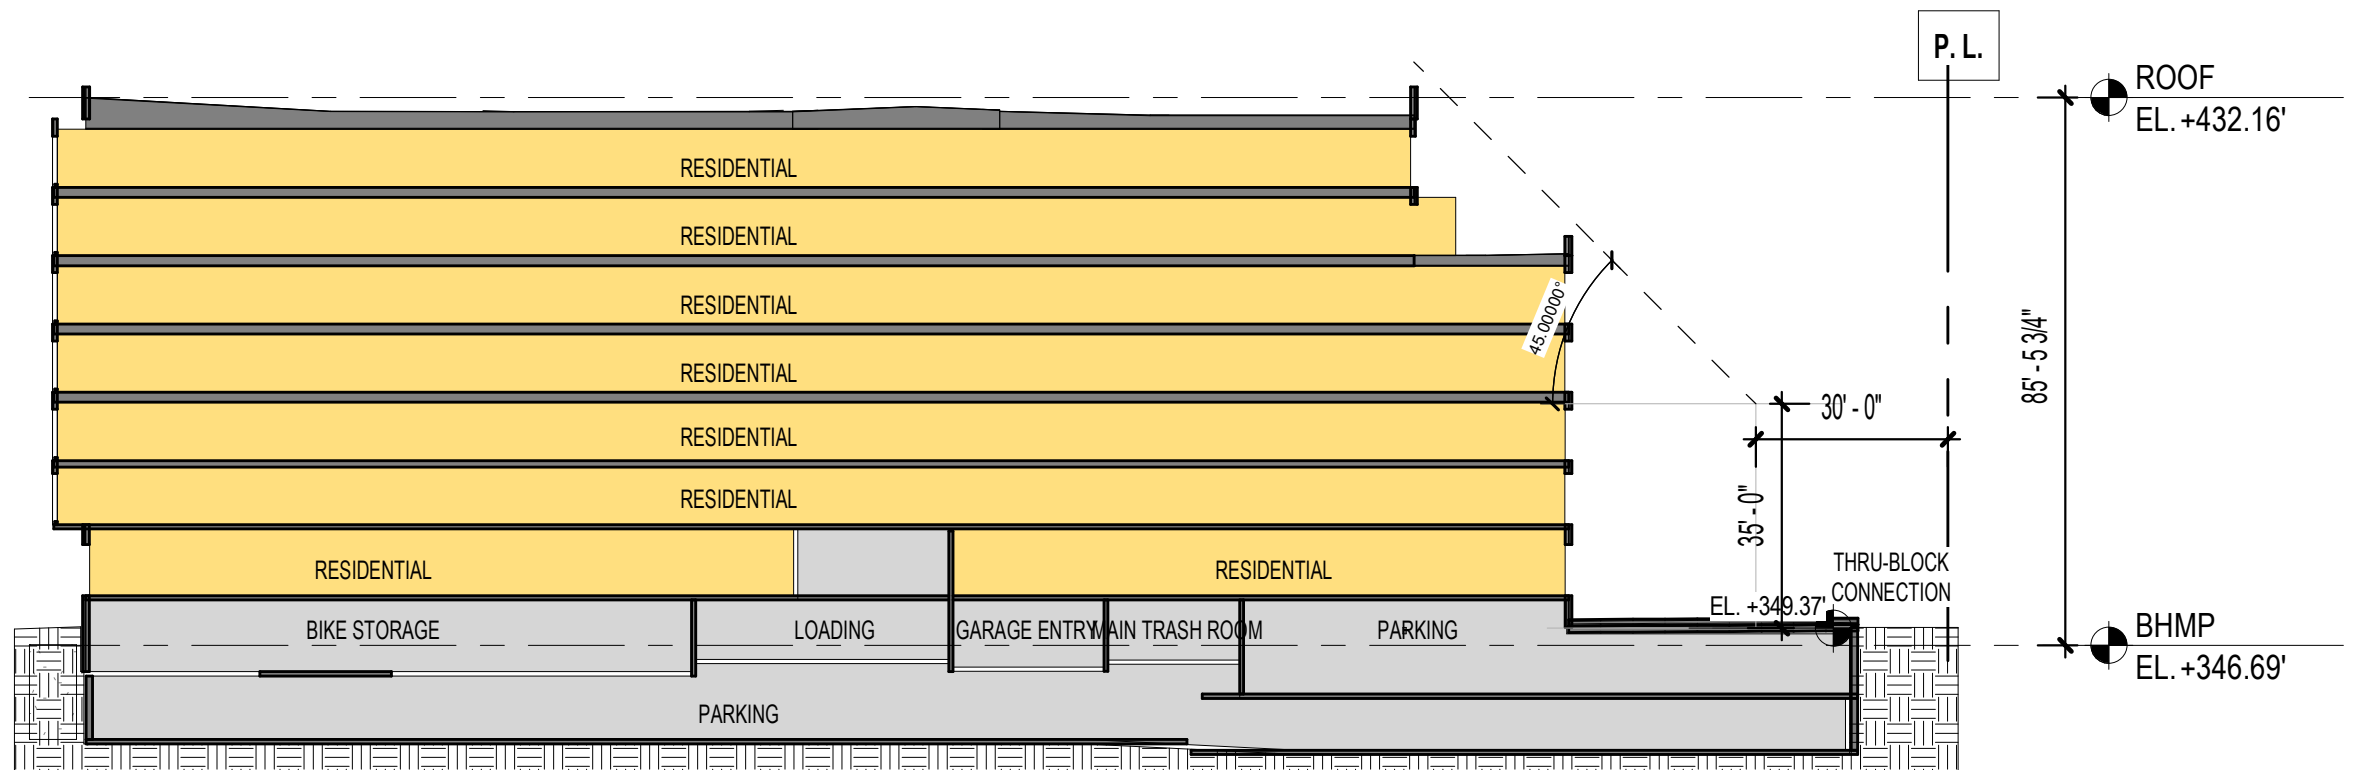 P. L.
ROOF
EL. +432.16'
RESIDENTIAL
RESIDENTIAL
RESIDENTIAL
45.00000°
85' - 5 3/4"
RESIDENTIAL
30' - 0"
RESIDENTIAL
RESIDENTIAL
35' - 0"
RESIDENTIAL
RESIDENTIAL
THRU-BLOCK
CONNECTION
EL. +349.37'
BIKE STORAGE
LOADING
GARAGE ENTRY
MAIN TRASH ROOM
PARKING
BHMP
EL. +346.69'
PARKING